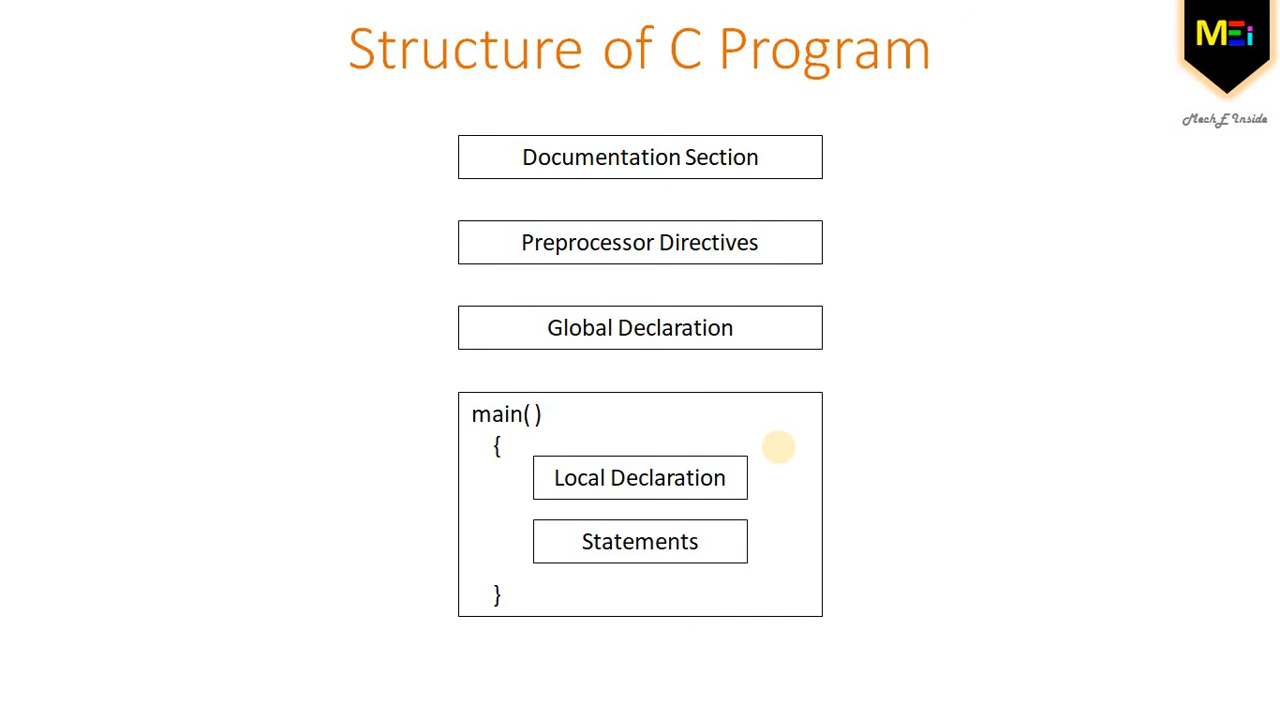 Structure of C Program
MEi
Mech E Inside
Documentation Section
Preprocessor Directives
Global Declaration
main( )
{
Local Declaration
Statements
}